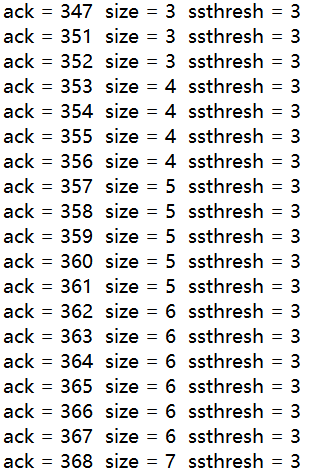 ack = 347 size = 3 ssthresh = 3
ack = 351 size = 3 ssthresh = 3
ack = 352 size = 3 ssthresh = 3
ack = 353 size = 4 ssthresh = 3
ack = 354 size = 4 ssthresh = 3
ack = 355 size = 4 ssthresh = 3
ack = 356 size = 4 ssthresh = 3
ack = 357 size = 5 ssthresh = 3
ack = 358 size = 5 ssthresh = 3
ack = 359 size = 5 ssthresh = 3
ack = 360 size = 5 ssthresh = 3
ack = 361 size = 5 ssthresh = 3
ack = 362 size = 6 ssthresh = 3
ack = 363 size = 6 ssthresh = 3
ack = 364 size = 6 ssthresh = 3
ack = 365 size = 6 ssthresh = 3
ack = 366 size = 6 ssthresh = 3
ack = 367 size = 6 ssthresh = 3
ack = 368 size = 7 ssthresh = 3